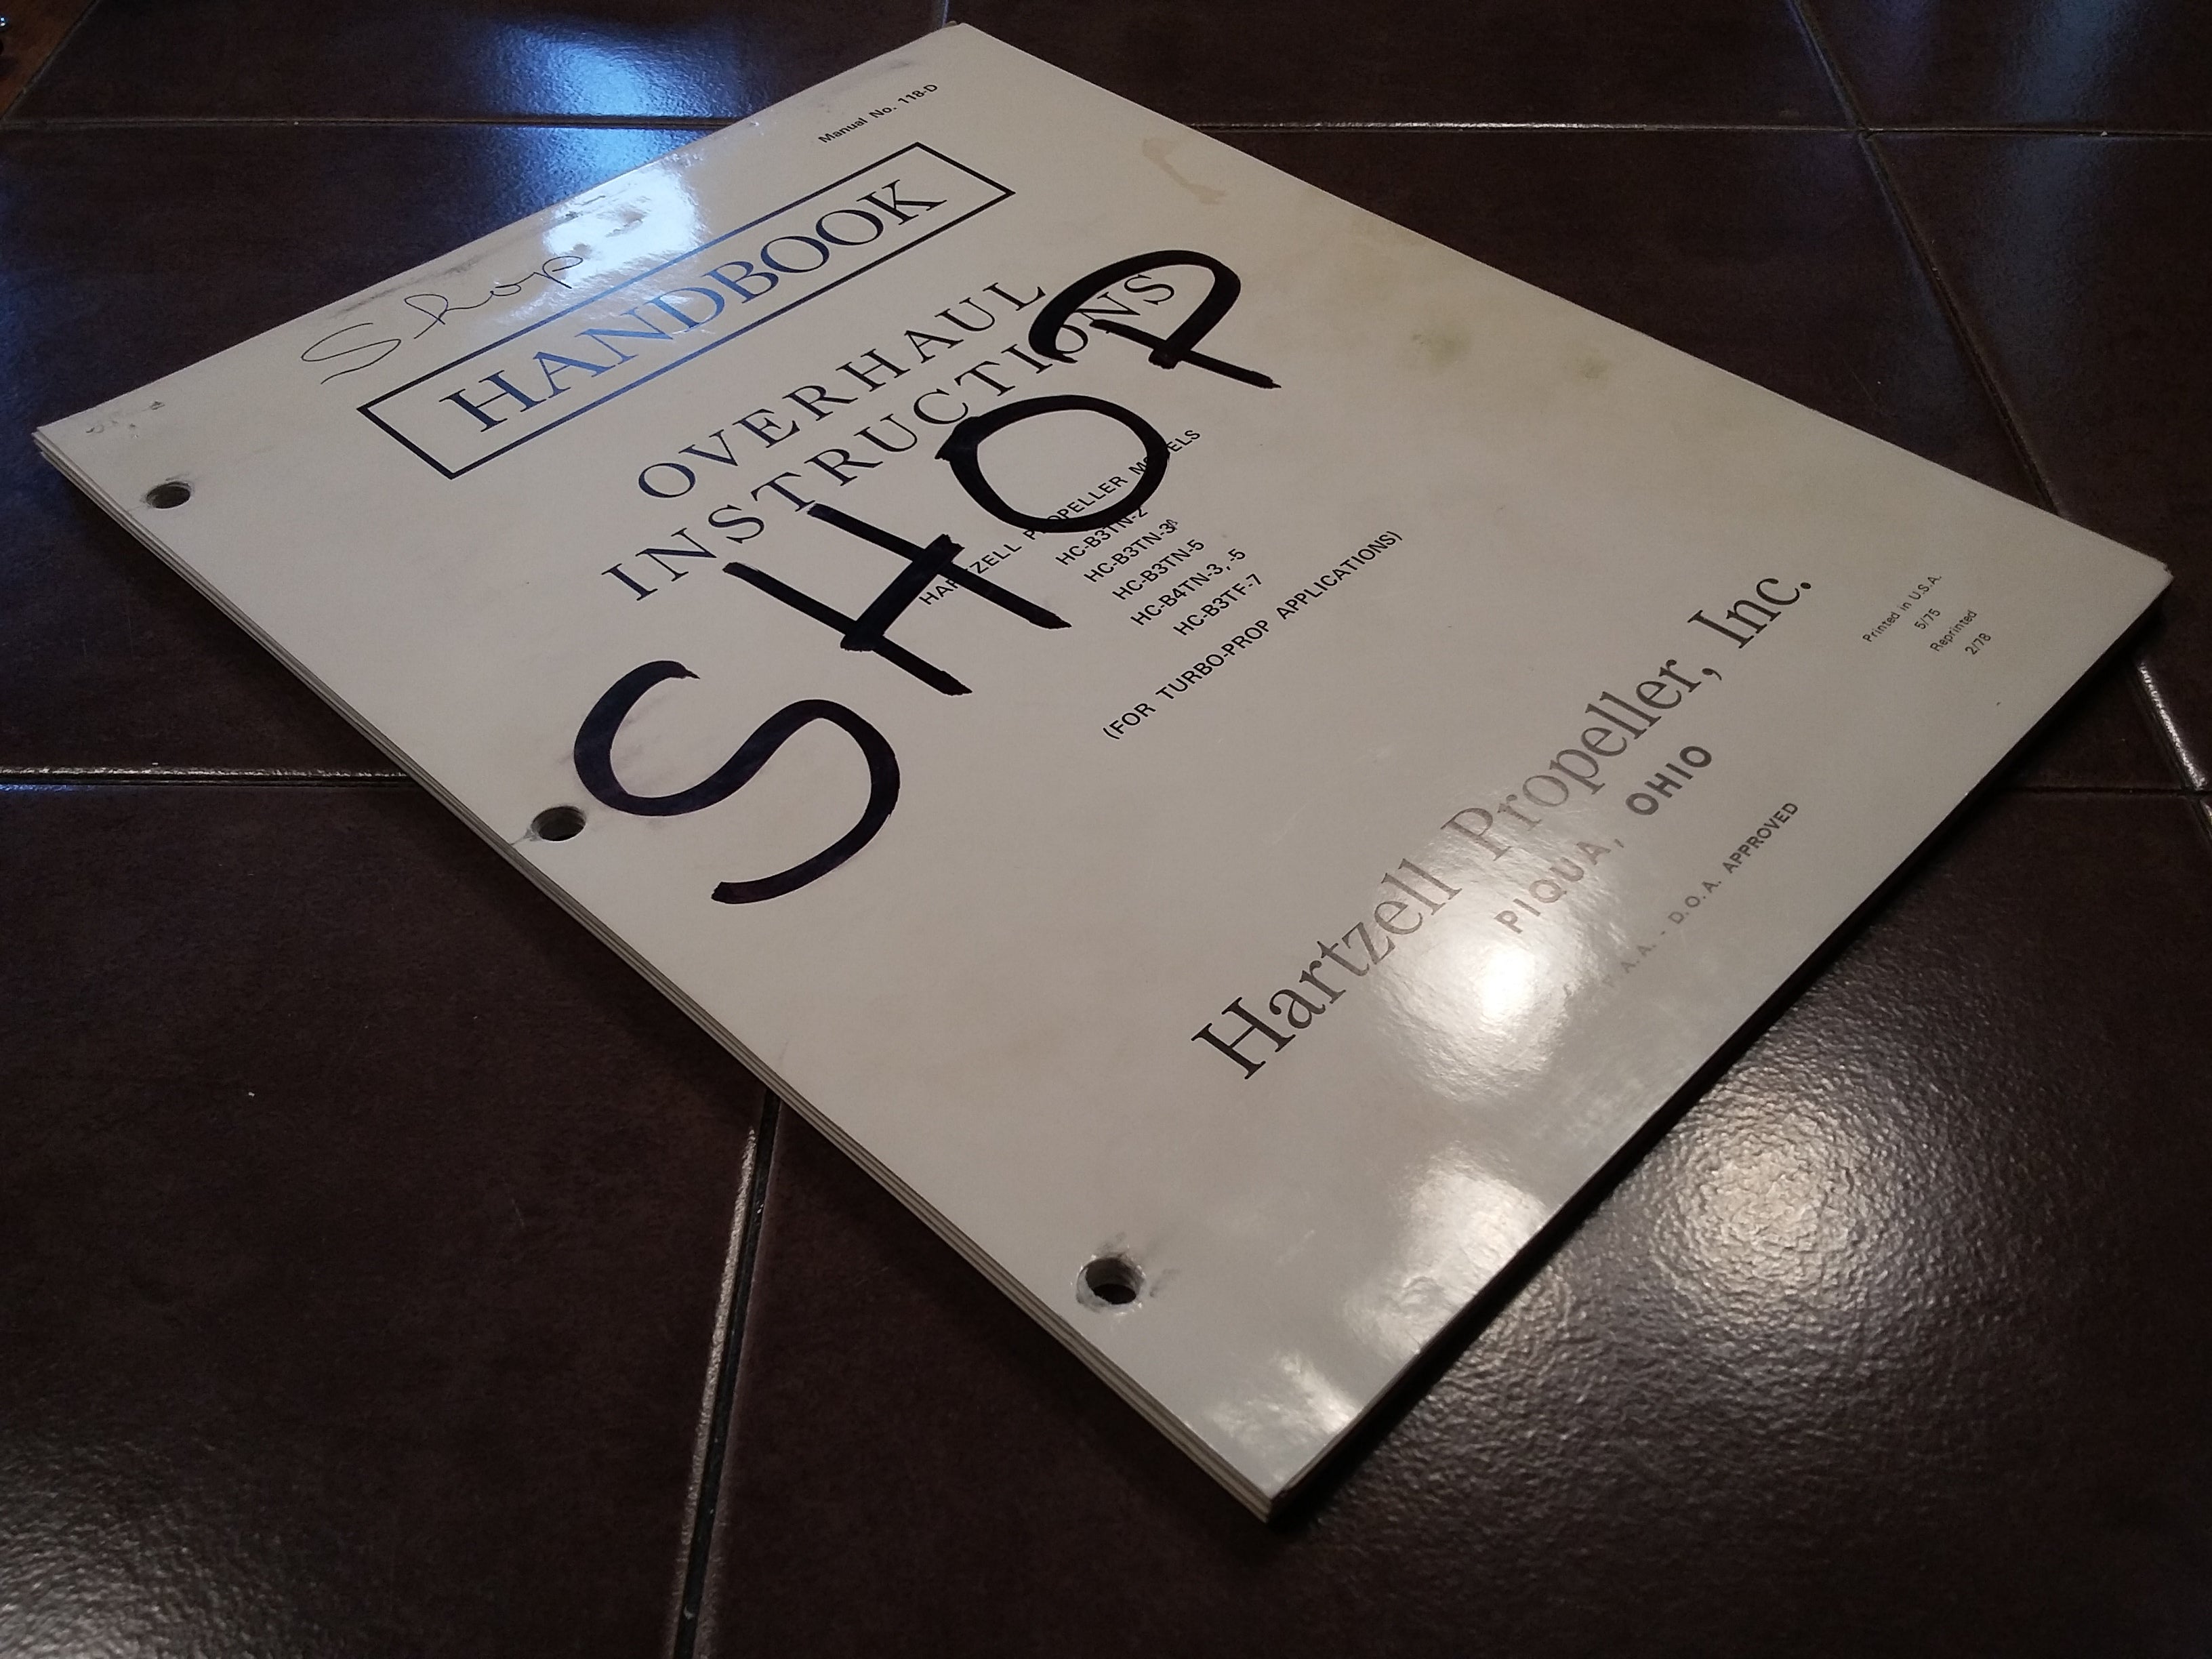 Manual No. 118-D
Shop
HANDBOOK
OVERHAUL
INSTRUCTIONS
SHOP
HARTZELL PROPELLER MODELS
HC-B3TN-2
HC-B3TN-3
HC-B3TN-5
HC-B4TN-3, -5
HC-B3TF-7
(FOR TURBO-PROP APPLICATIONS)
Hartzell Propeller, Inc.
PIQUA, OHIO
A.A. - D.O.A. APPROVED
Printed in U.S.A.
5/75
Reprinted
2/78